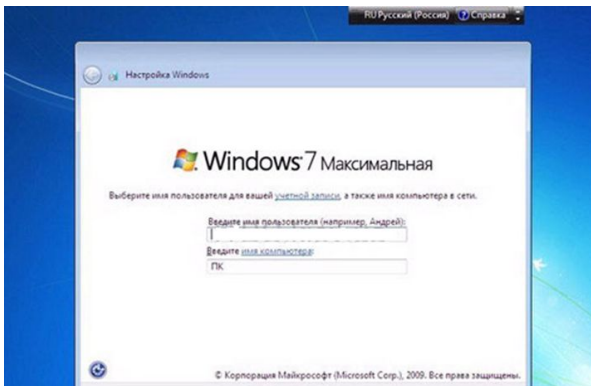 RU Русский (Россия) Справка
Настройка Windows
Windows 7 Максимальная
Выберите имя пользователя для вашей учетной записи, а также имя компьютера в сети.
Введите имя пользователя (например, Андрей):
Введите имя компьютера:
ПК
© Корпорация Майкрософт (Microsoft Corp.), 2009. Все права защищены.